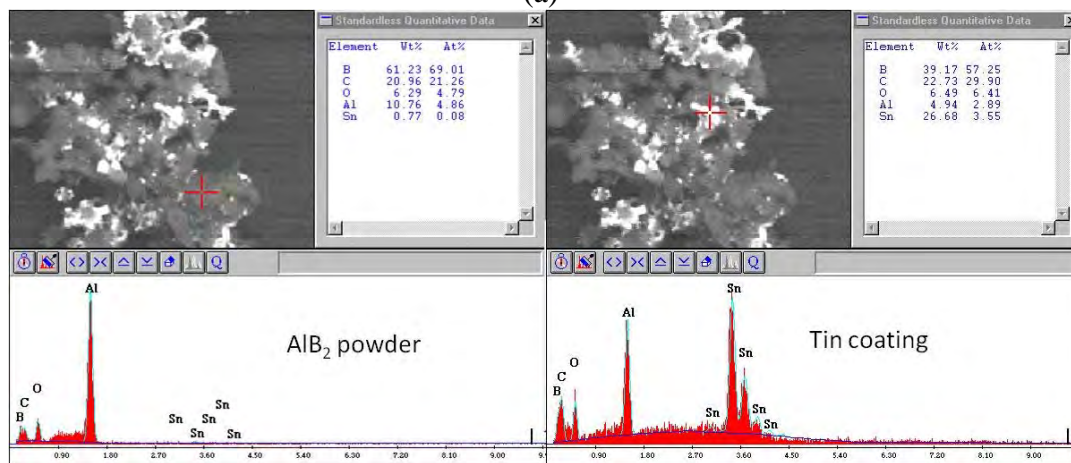 (a)
Standardless Quantitative Data
Element Wt% At%
B 61.23 69.01
C 20.96 21.26
O 6.29 4.79
Al 10.76 4.86
Sn 0.77 0.08
Standardless Quantitative Data
Element Wt% At%
B 39.17 57.25
C 22.73 29.90
O 6.49 6.41
Al 4.94 2.89
Sn 26.68 3.55
Q
Q
Al
AlB₂ powder
O
C
B
Sn
Sn Sn
Sn Sn
0.90 1.80 2.70 3.60 4.50 5.40 6.30 7.20 8.10 9.00 9.
Sn
Al
Tin coating
Sn
O
C
B
Sn Sn
Sn
0.90 1.80 2.70 3.60 4.50 5.40 6.30 7.20 8.10 9.00